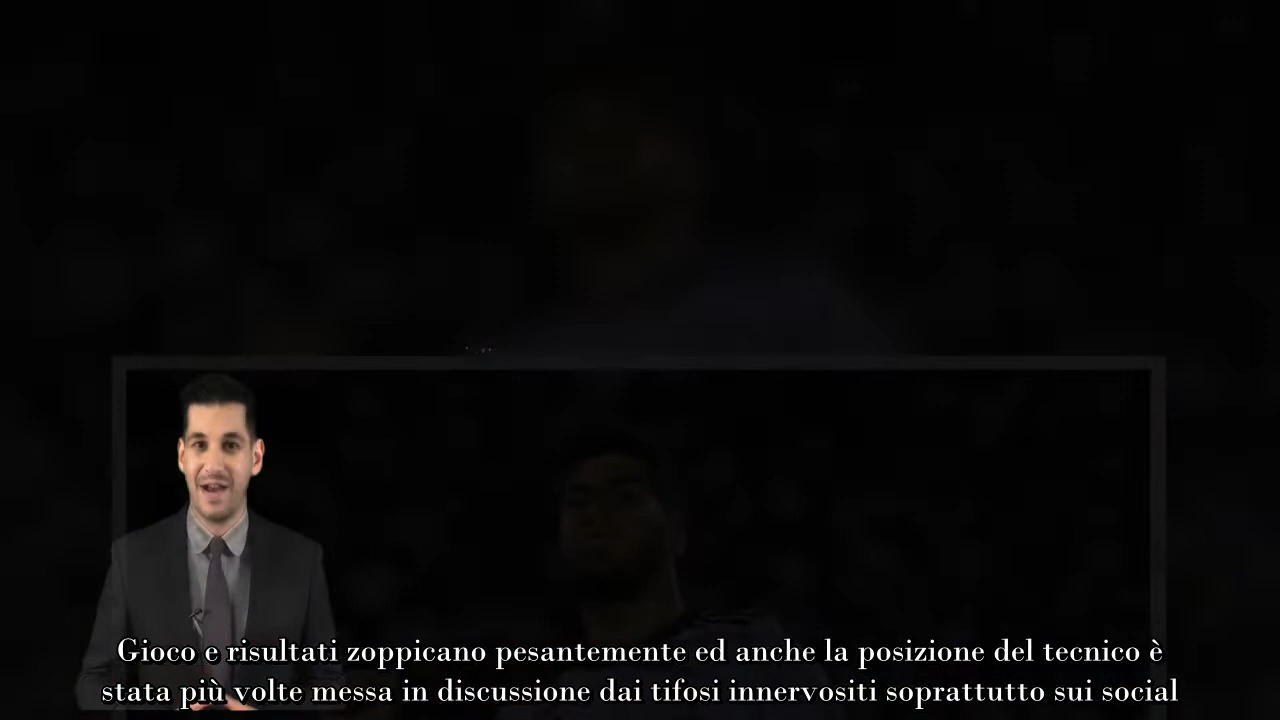 Gioco e risultati zoppicano pesantemente ed anche la posizione del tecnico è
stata più volte messa in discussione dai tifosi innervositi soprattutto sui social